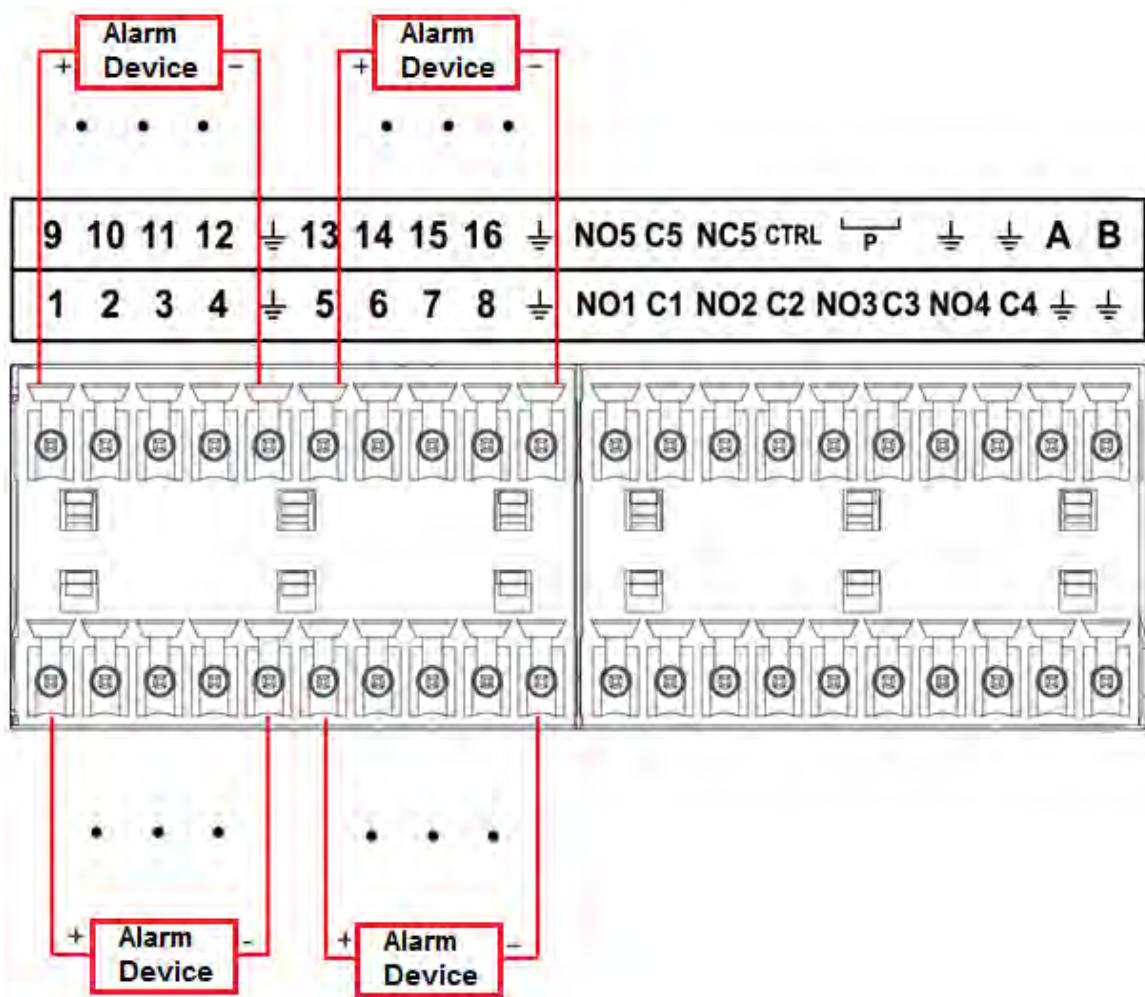 Alarm Device
Alarm Device
+ - + -
9 10 11 12 ⏚ 13 14 15 16 ⏚ NO5 C5 NC5 CTRL P ⏚ ⏚ A B
1 2 3 4 ⏚ 5 6 7 8 ⏚ NO1 C1 NO2 C2 NO3 C3 NO4 C4 ⏚ ⏚
+ - + -
Alarm Device
Alarm Device